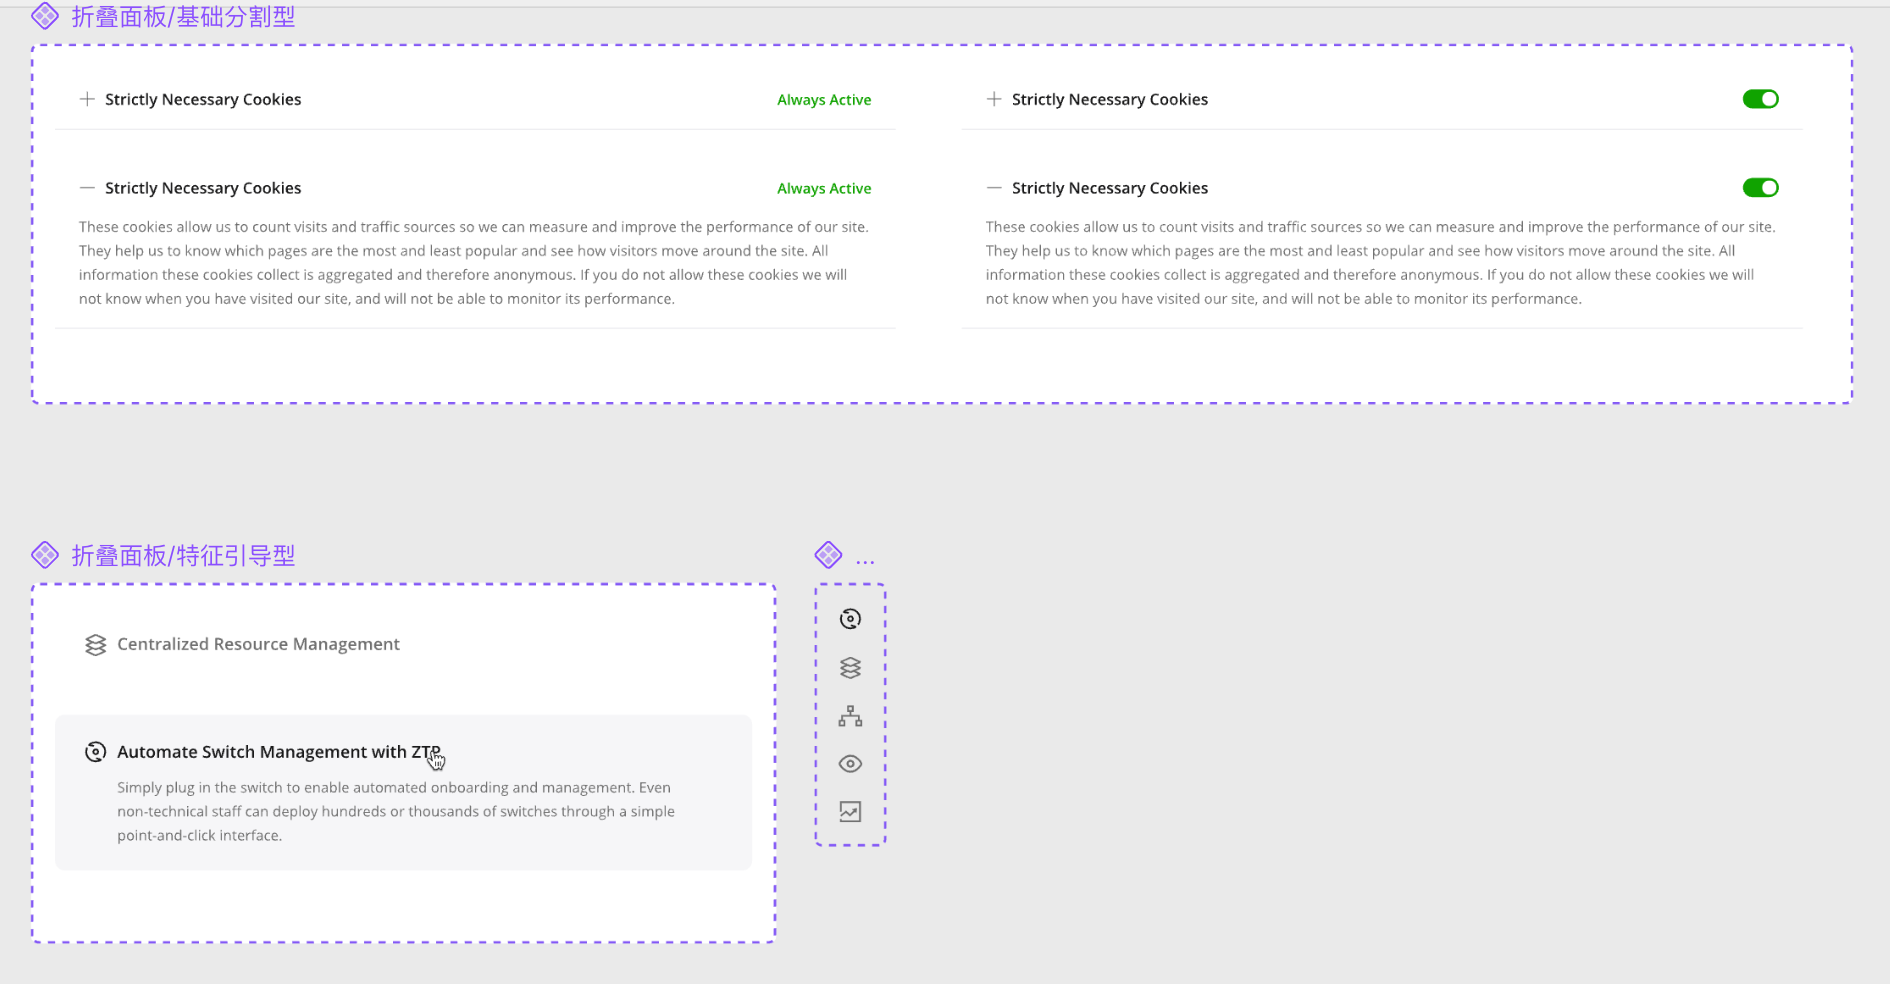 折叠面板/基础分割型
Strictly Necessary Cookies
Always Active
Strictly Necessary Cookies
Strictly Necessary Cookies
Always Active
These cookies allow us to count visits and traffic sources so we can measure and improve the performance of our site.
They help us to know which pages are the most and least popular and see how visitors move around the site. All
information these cookies collect is aggregated and therefore anonymous. If you do not allow these cookies we will
not know when you have visited our site, and will not be able to monitor its performance.
Strictly Necessary Cookies
These cookies allow us to count visits and traffic sources so we can measure and improve the performance of our site.
They help us to know which pages are the most and least popular and see how visitors move around the site. All
information these cookies collect is aggregated and therefore anonymous. If you do not allow these cookies we will
not know when you have visited our site, and will not be able to monitor its performance.
折叠面板/特征引导型
...
Centralized Resource Management
Automate Switch Management with ZTP
Simply plug in the switch to enable automated onboarding and management. Even
non-technical staff can deploy hundreds or thousands of switches through a simple
point-and-click interface.